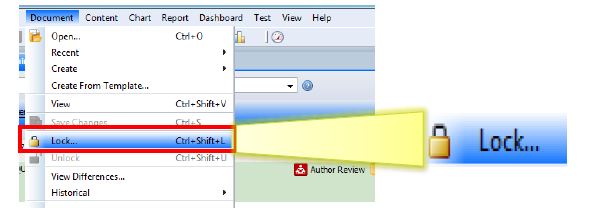 Document Content Chart Report Dashboard Test View Help
Open... Ctrl+O
Recent
Create
Create From Template...
View Ctrl+Shift+V
Save Changes Ctrl+S
Lock... Ctrl+Shift+L
Lock...
Unlock Ctrl+Shift+U
View Differences...
Author Review
Historical